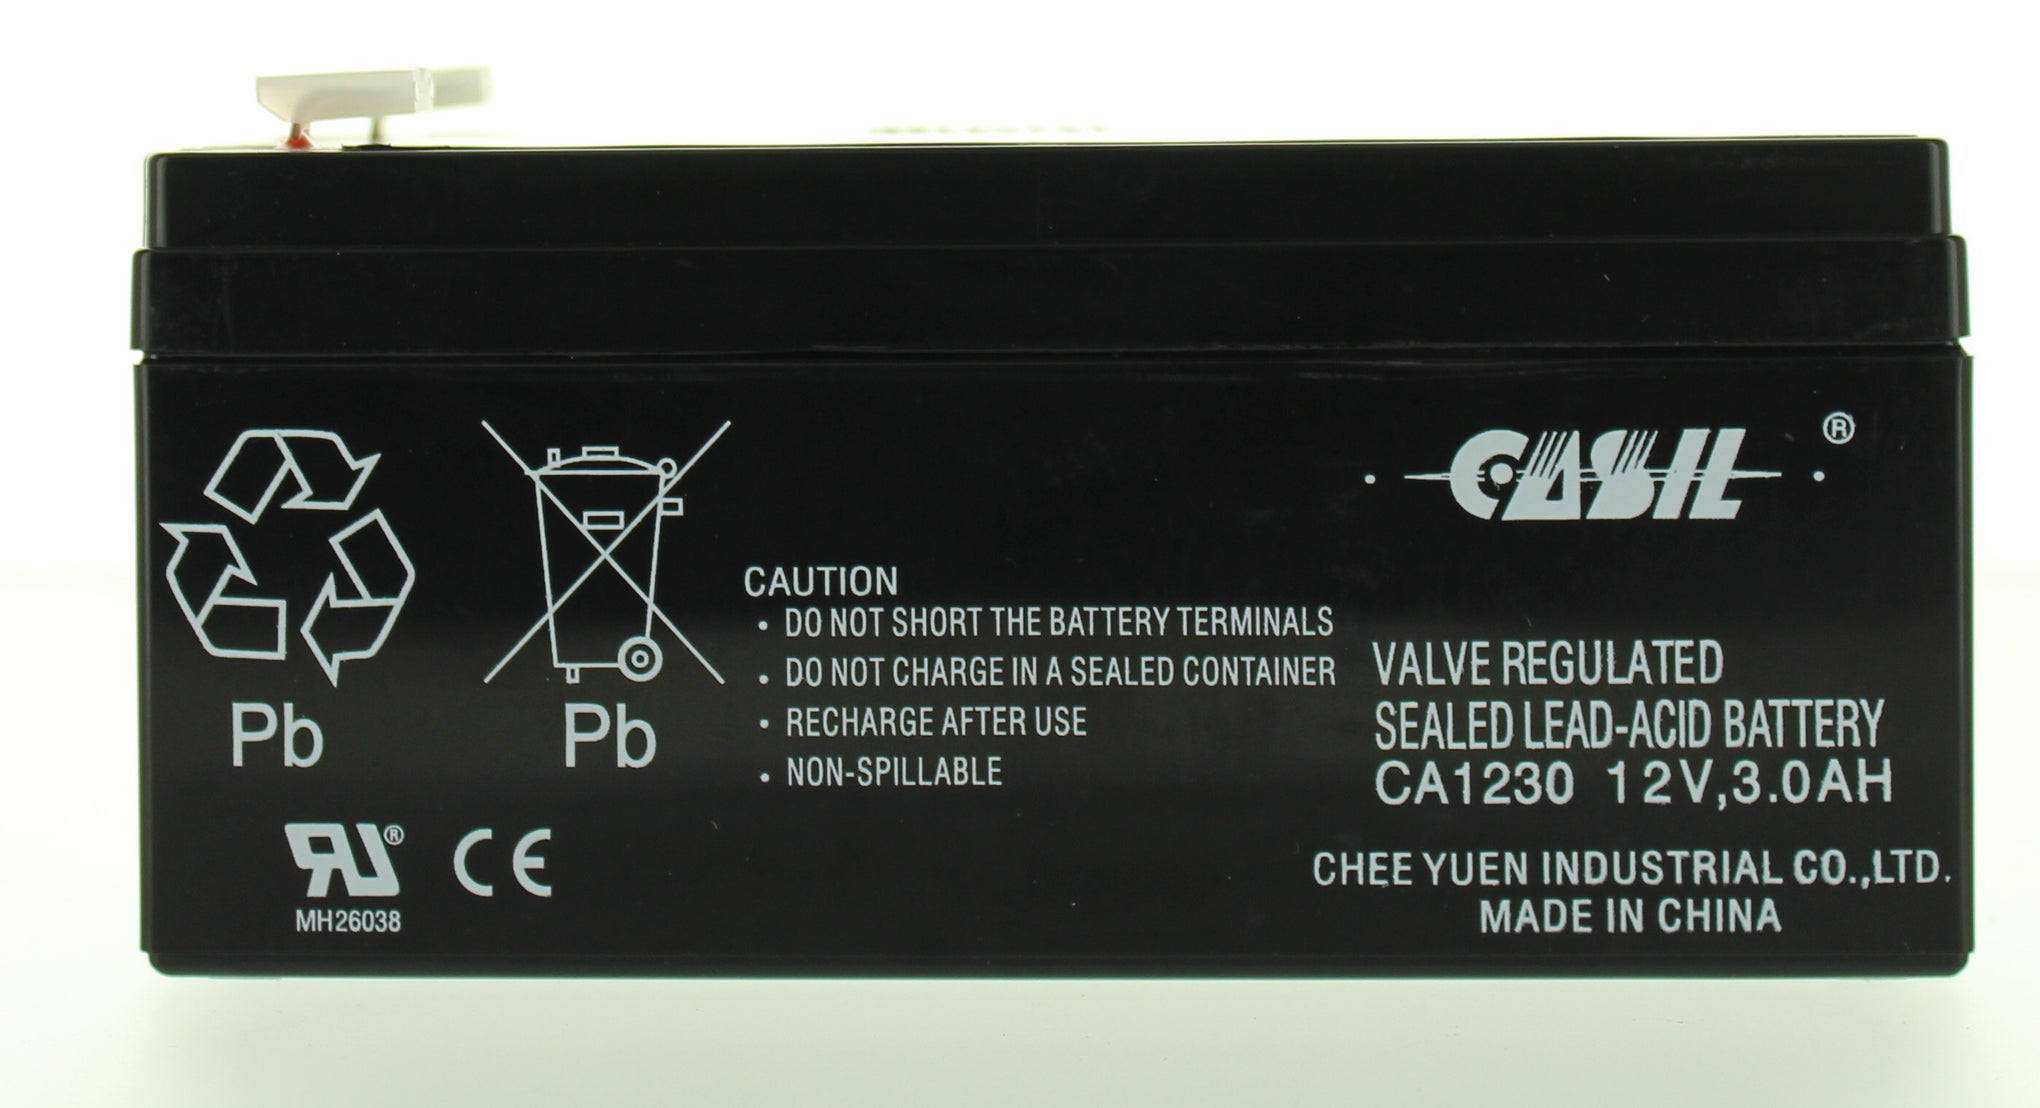 CASIL ®
CAUTION
• DO NOT SHORT THE BATTERY TERMINALS
• DO NOT CHARGE IN A SEALED CONTAINER
• RECHARGE AFTER USE
• NON-SPILLABLE
Pb
Pb
VALVE REGULATED
SEALED LEAD-ACID BATTERY
CA1230 12V,3.0AH
RU® CE
MH26038
CHEE YUEN INDUSTRIAL CO.,LTD.
MADE IN CHINA